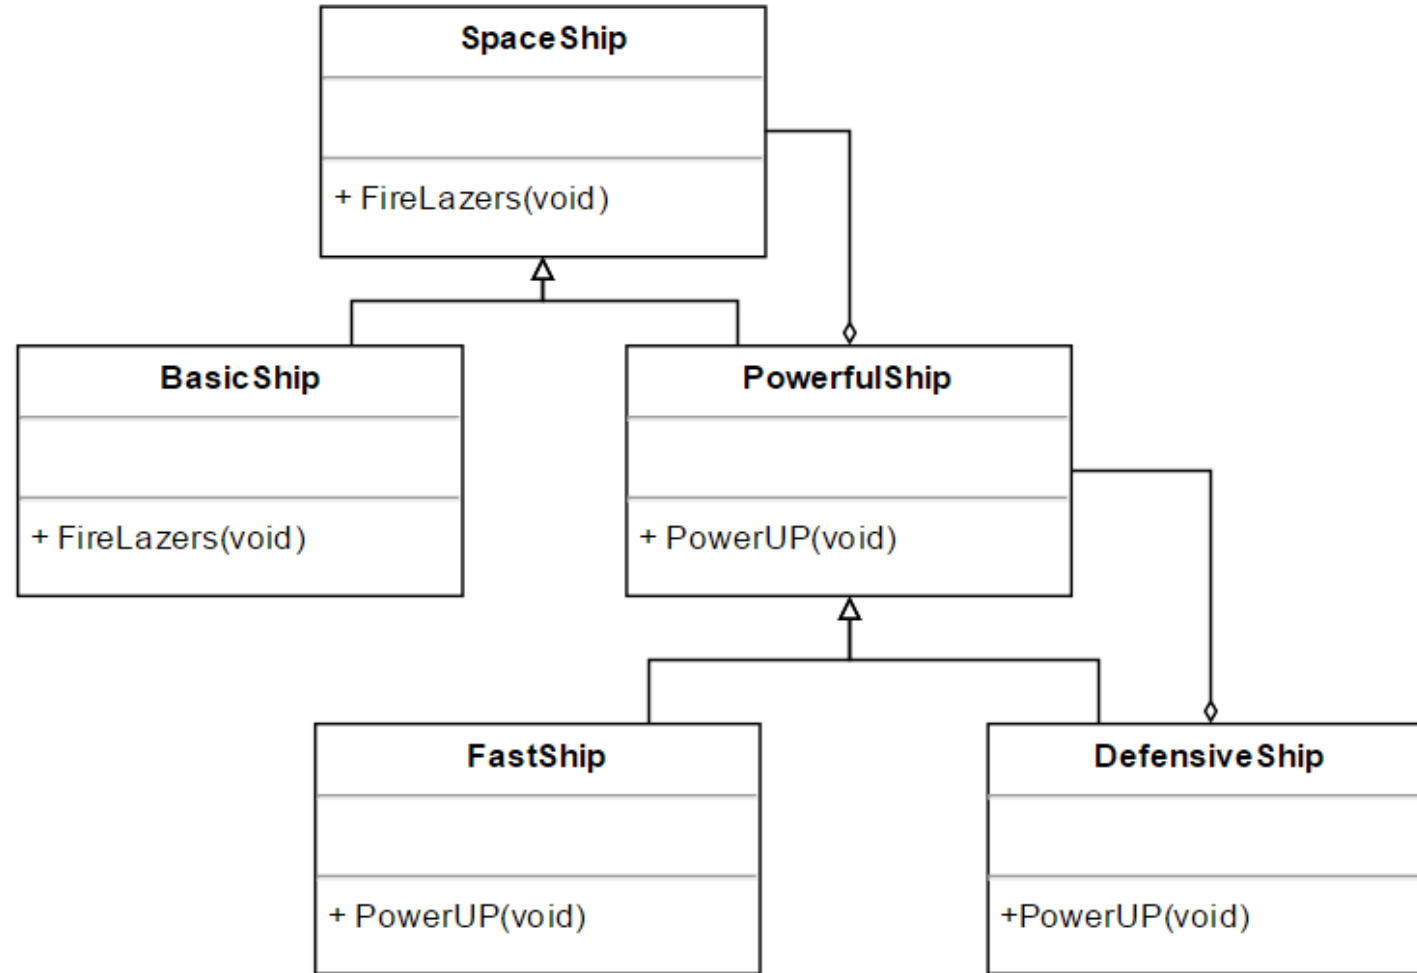 SpaceShip
+ FireLazers(void)
BasicShip
PowerfulShip
+ FireLazers(void)
+ PowerUP(void)
FastShip
DefensiveShip
+ PowerUP(void)
+PowerUP(void)